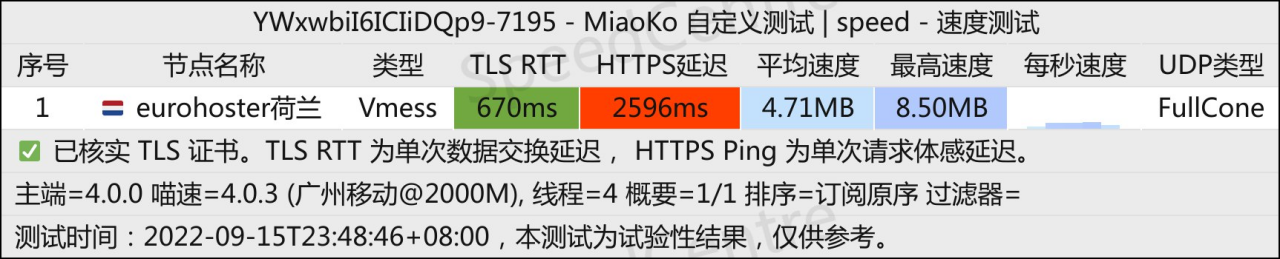 YWxwbiI6ICIiDQp9-7195 - MiaoKo 自定义测试 | speed - 速度测试
序号 节点名称 类型 TLS RTT HTTPS延迟 平均速度 最高速度 每秒速度 UDP类型
1 eurohoster荷兰 Vmess 670ms 2596ms 4.71MB 8.50MB FullCone
已核实 TLS 证书。TLS RTT 为单次数据交换延迟， HTTPS Ping 为单次请求体感延迟。
主端=4.0.0 喵速=4.0.3 (广州移动@2000M), 线程=4 概要=1/1 排序=订阅原序 过滤器=
测试时间：2022-09-15T23:48:46+08:00，本测试为试验性结果，仅供参考。